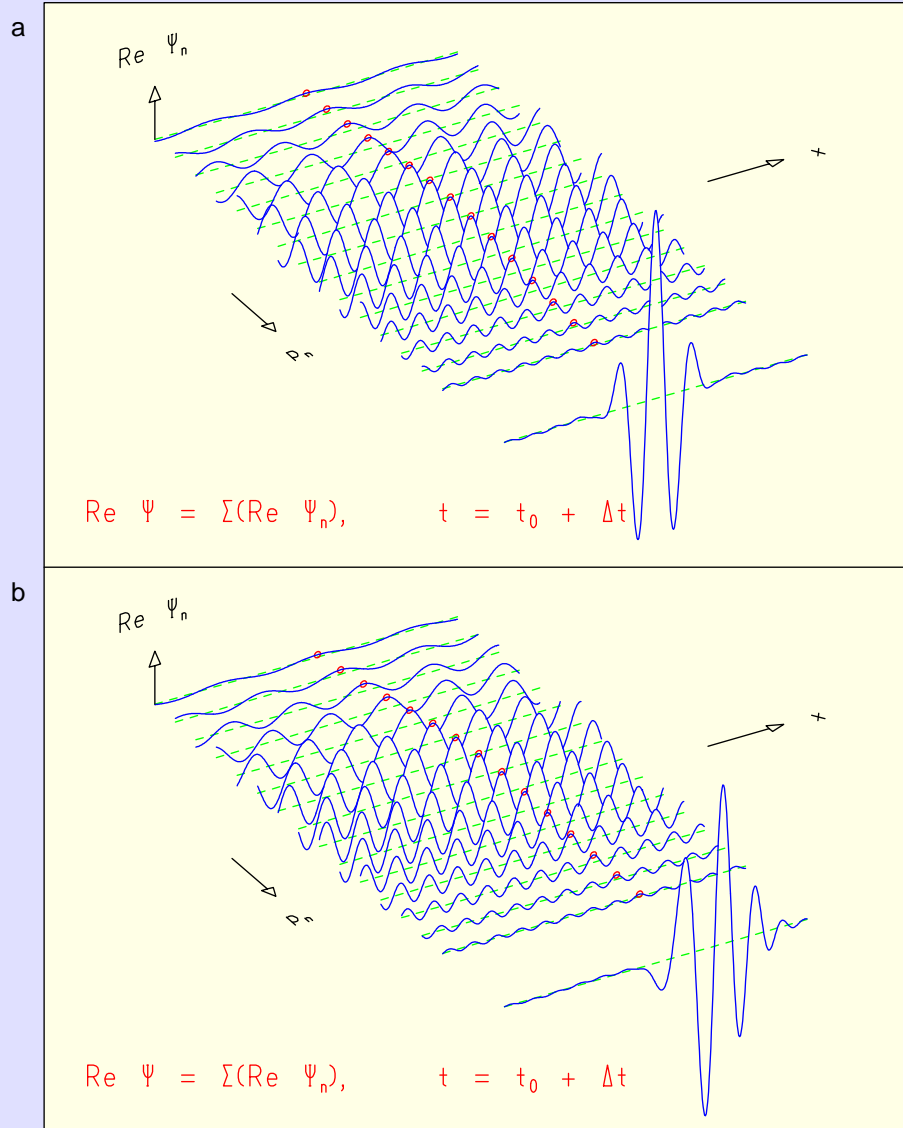 a
Re Ψₙ
x
pₙ
Re Ψ = Σ(Re Ψₙ), t = t₀ + Δt
b
Re Ψₙ
x
pₙ
Re Ψ = Σ(Re Ψₙ), t = t₀ + Δt